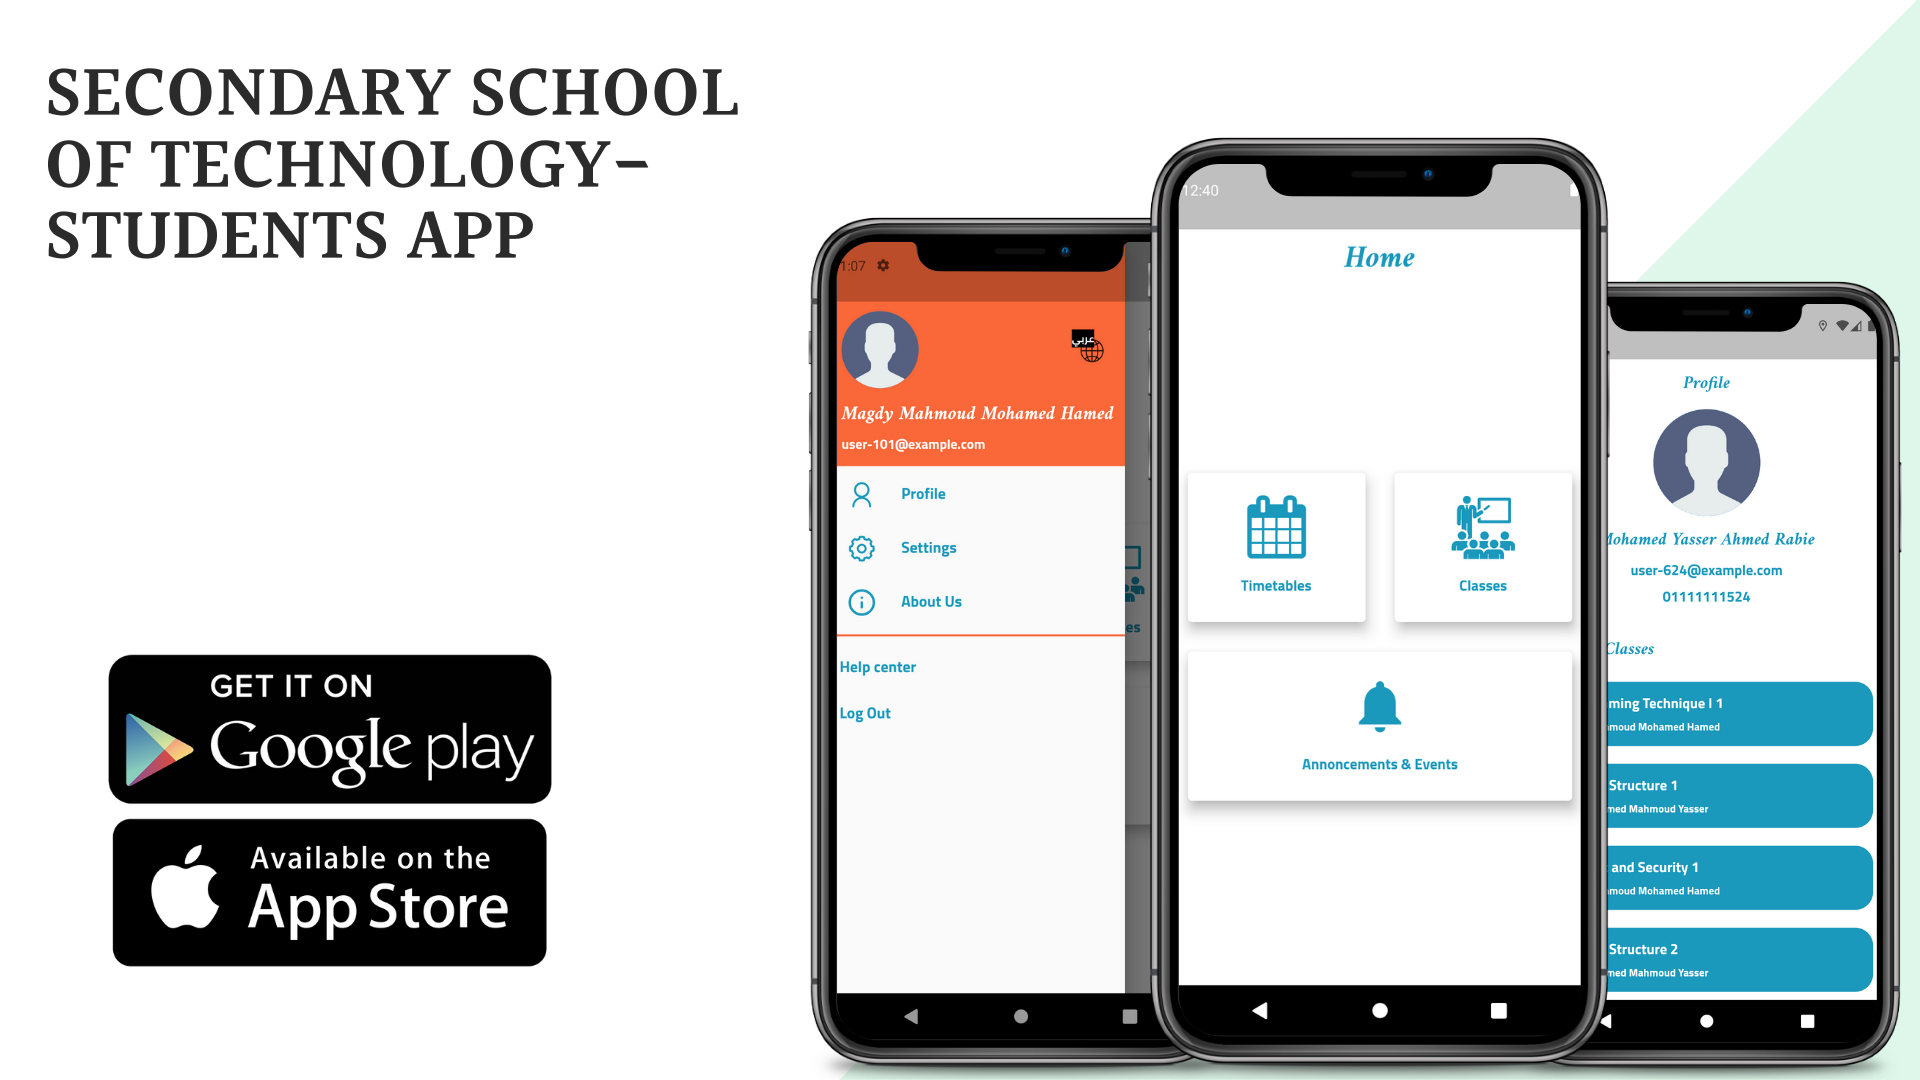 SECONDARY SCHOOL
OF TECHNOLOGY-
STUDENTS APP
GET IT ON
Google play
Available on the
App Store
1:07
عربي
Magdy Mahmoud Mohamed Hamed
user-101@example.com
Profile
Settings
About Us
Help center
Log Out
es
12:40
Home
Timetables
Classes
Annoncements & Events
Profile
Mohamed Yasser Ahmed Rabie
user-624@example.com
01111111524
Classes
ming Technique I 1
moud Mohamed Hamed
Structure 1
med Mahmoud Yasser
and Security 1
moud Mohamed Hamed
Structure 2
med Mahmoud Yasser